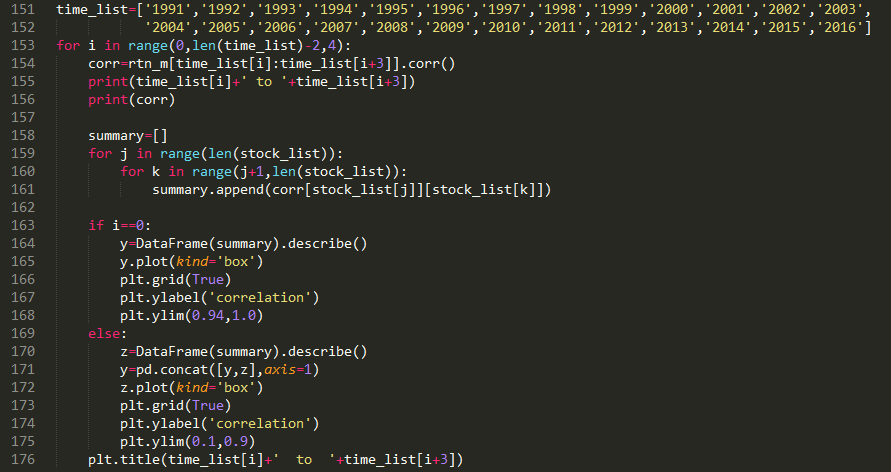 151 time_list=['1991','1992','1993','1994','1995','1996','1997','1998','1999','2000','2001','2002','2003',
152 '2004','2005','2006','2007','2008','2009','2010','2011','2012','2013','2014','2015','2016']
153 for i in range(0,len(time_list)-2,4):
154     corr=rtn_m[time_list[i]:time_list[i+3]].corr()
155     print(time_list[i]+' to '+time_list[i+3])
156     print(corr)
157
158     summary=[]
159     for j in range(len(stock_list)):
160         for k in range(j+1,len(stock_list)):
161             summary.append(corr[stock_list[j]][stock_list[k]])
162
163     if i==0:
164         y=DataFrame(summary).describe()
165         y.plot(kind='box')
166         plt.grid(True)
167         plt.ylabel('correlation')
168         plt.ylim(0.94,1.0)
169     else:
170         z=DataFrame(summary).describe()
171         y=pd.concat([y,z],axis=1)
172         z.plot(kind='box')
173         plt.grid(True)
174         plt.ylabel('correlation')
175         plt.ylim(0.1,0.9)
176     plt.title(time_list[i]+'  to  '+time_list[i+3])